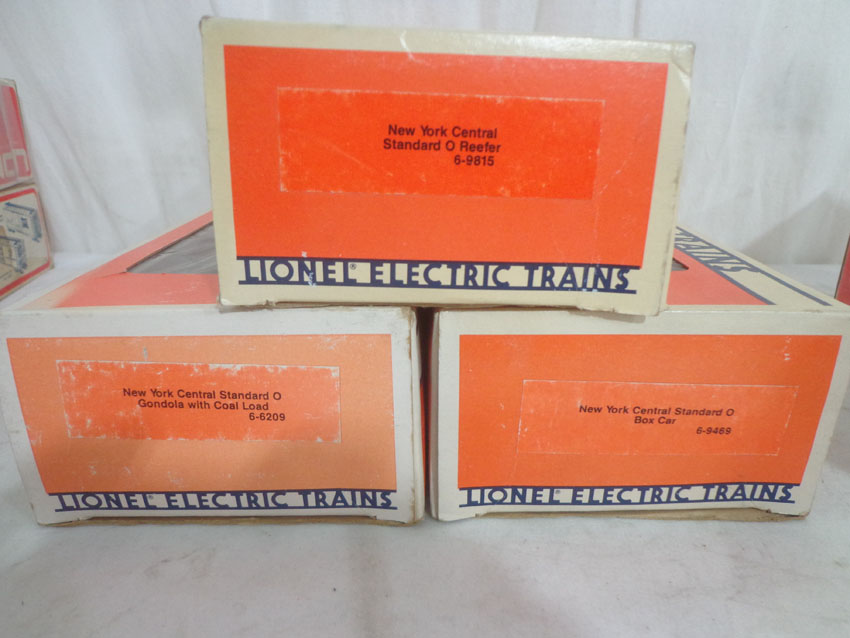 New York Central
Standard O Reefer
6-9815
LIONEL® ELECTRIC TRAINS
TRAINS
New York Central Standard O
Gondola with Coal Load
6-6209
LIONEL® ELECTRIC TRAINS
New York Central Standard O
Box Car
6-9469
LIONEL® ELECTRIC TRAINS